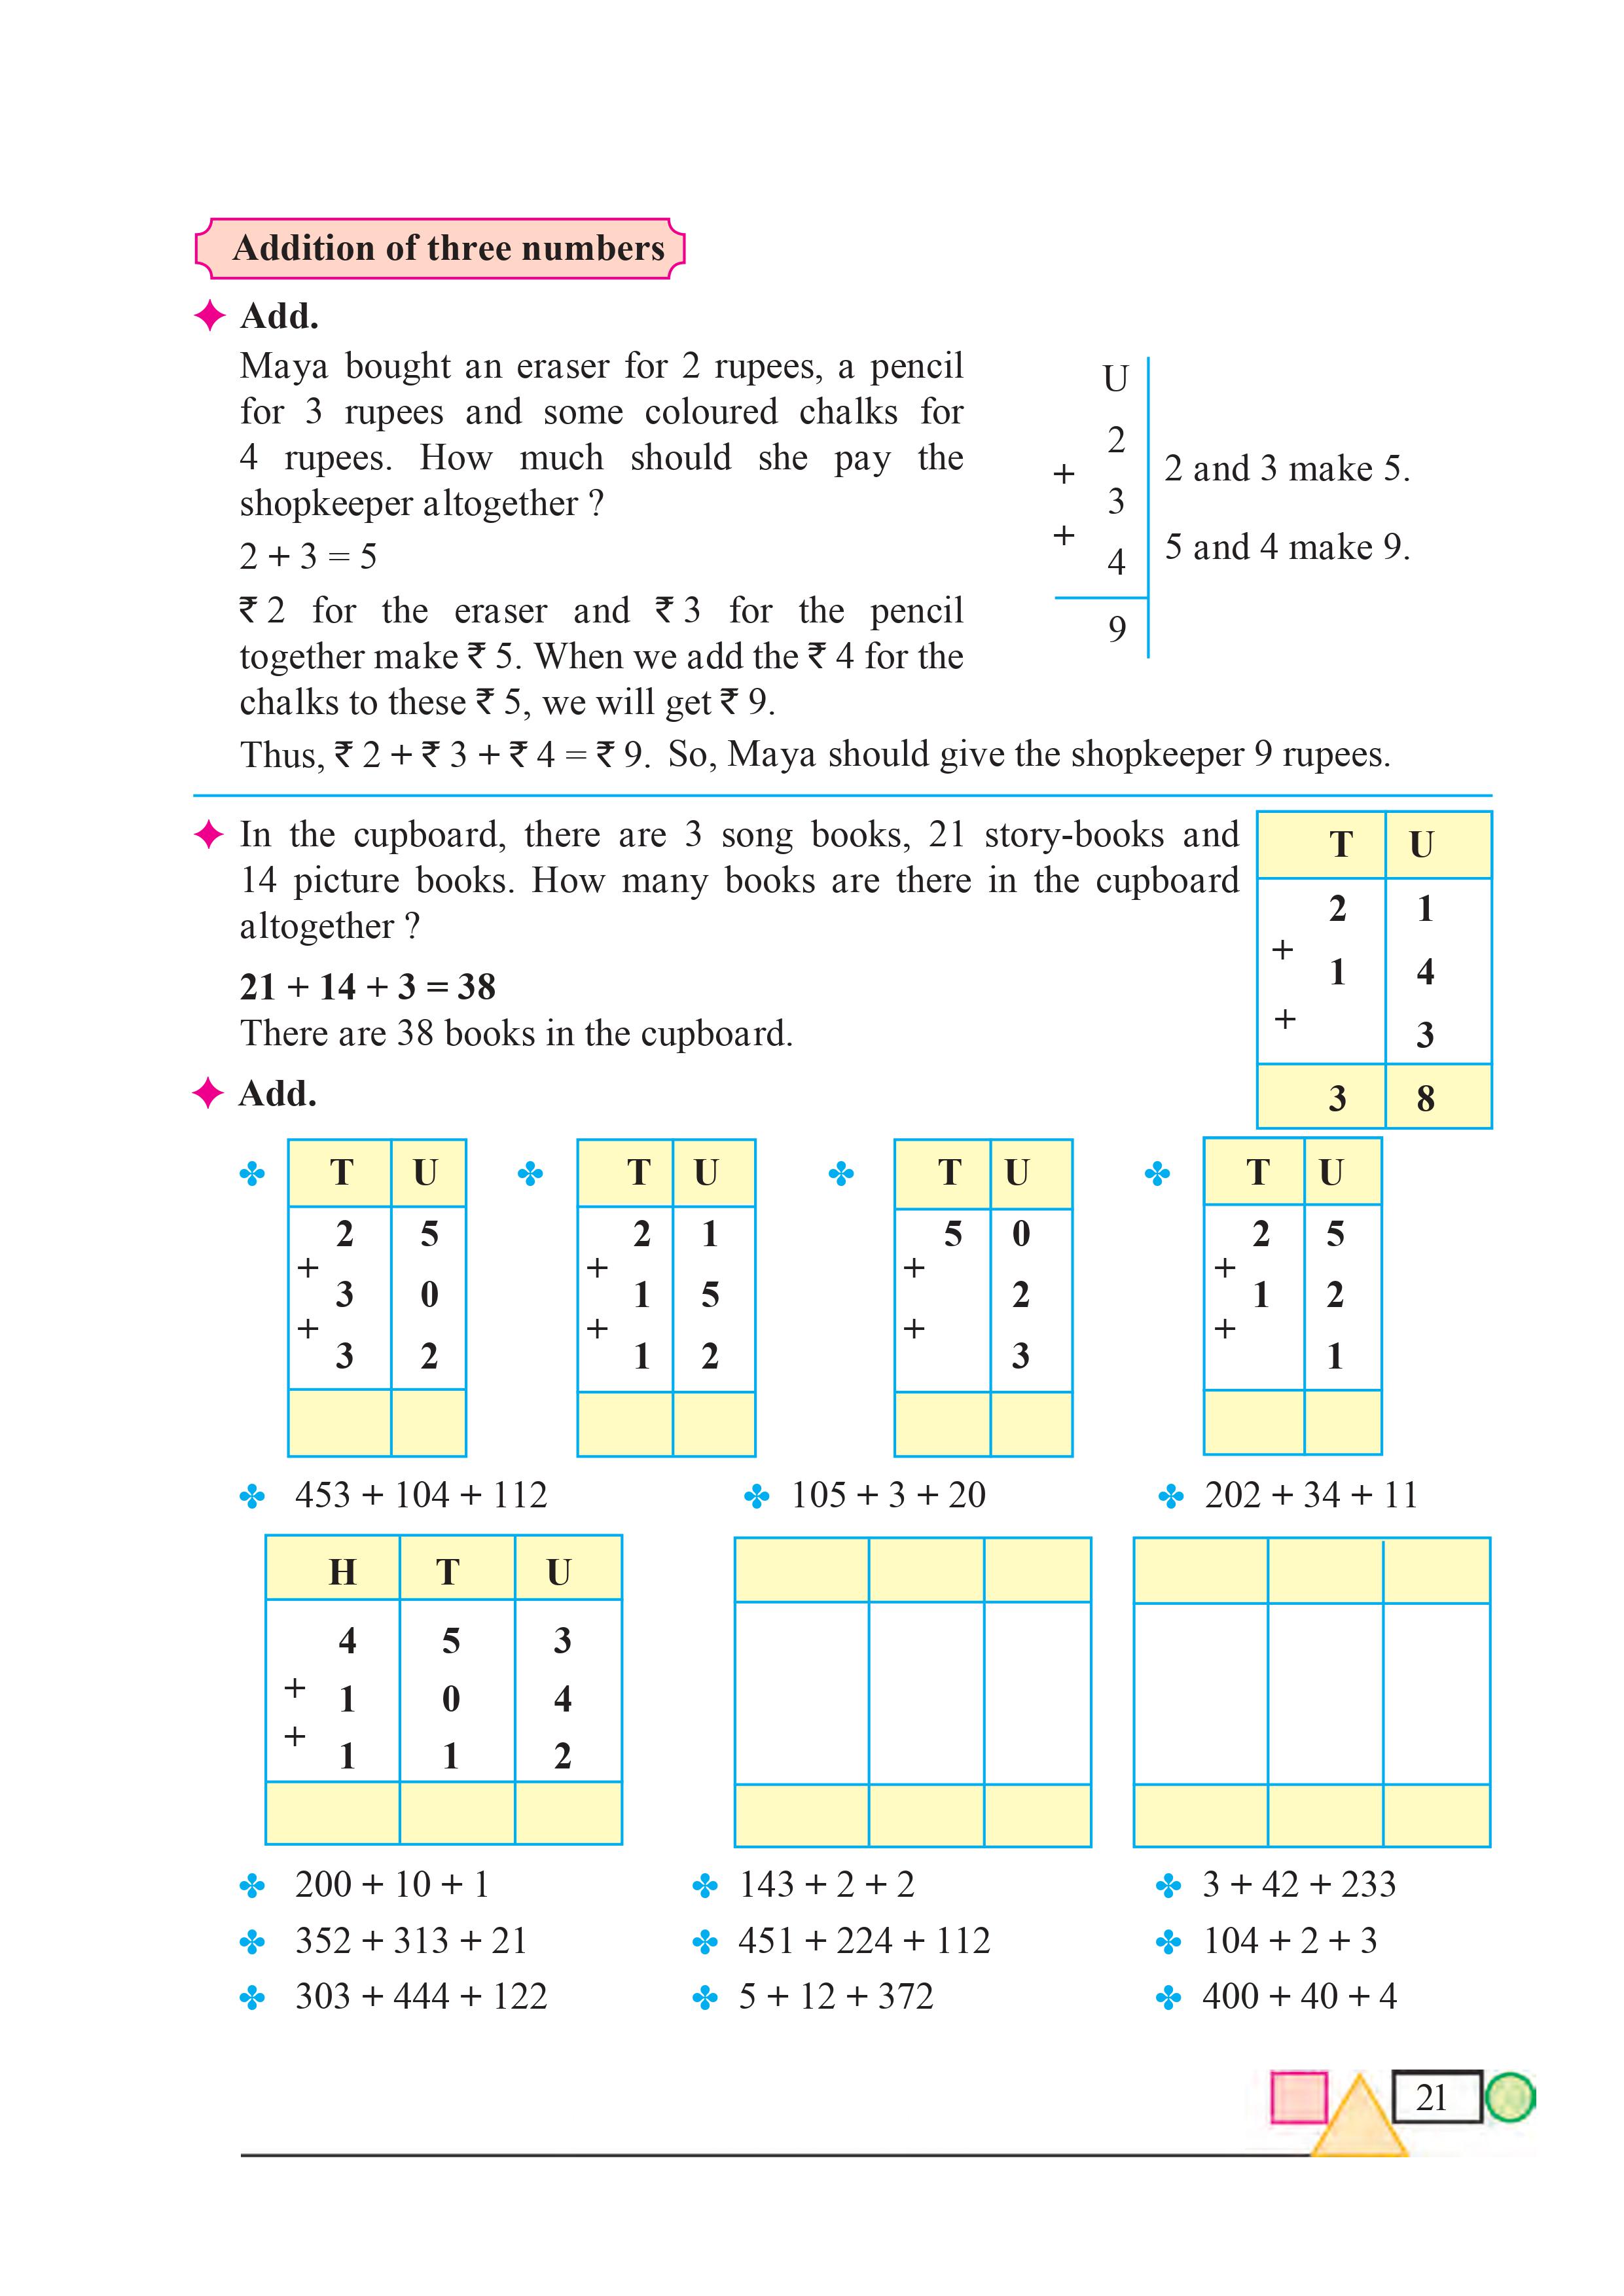 Addition of three numbers
Add.
Maya bought an eraser for 2 rupees, a pencil
for 3 rupees and some coloured chalks for
4 rupees. How much should she pay the
shopkeeper altogether ?
2 + 3 = 5
₹ 2 for the eraser and ₹ 3 for the pencil
together make ₹ 5. When we add the ₹ 4 for the
chalks to these ₹ 5, we will get ₹ 9.
U
2
+
3
+
4
9
2 and 3 make 5.
5 and 4 make 9.
Thus, ₹ 2 + ₹ 3 + ₹ 4 = ₹ 9. So, Maya should give the shopkeeper 9 rupees.
In the cupboard, there are 3 song books, 21 story-books and
14 picture books. How many books are there in the cupboard
altogether ?
21 + 14 + 3 = 38
There are 38 books in the cupboard.
T U
2 1
+
1 4
+
3
3 8
Add.
T U
2 5
+
3 0
+
3 2
T U
2 1
+
1 5
+
1 2
T U
5 0
+
2
+
3
T U
2 5
+
1 2
+
1
453 + 104 + 112
105 + 3 + 20
202 + 34 + 11
H T U
4 5 3
+
1 0 4
+
1 1 2
200 + 10 + 1
143 + 2 + 2
3 + 42 + 233
352 + 313 + 21
451 + 224 + 112
104 + 2 + 3
303 + 444 + 122
5 + 12 + 372
400 + 40 + 4
21